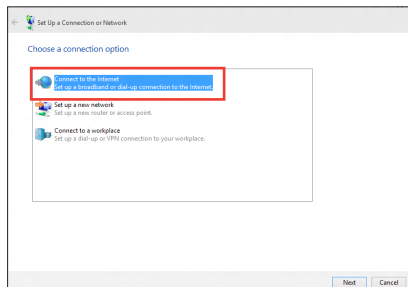 Set Up a Connection or Network
Choose a connection option
Connect to the Internet
Set up a broadband or dial-up connection to the Internet.
Set up a new network
Set up a new router or access point.
Connect to a workplace
Set up a dial-up or VPN connection to your workplace.
Next Cancel